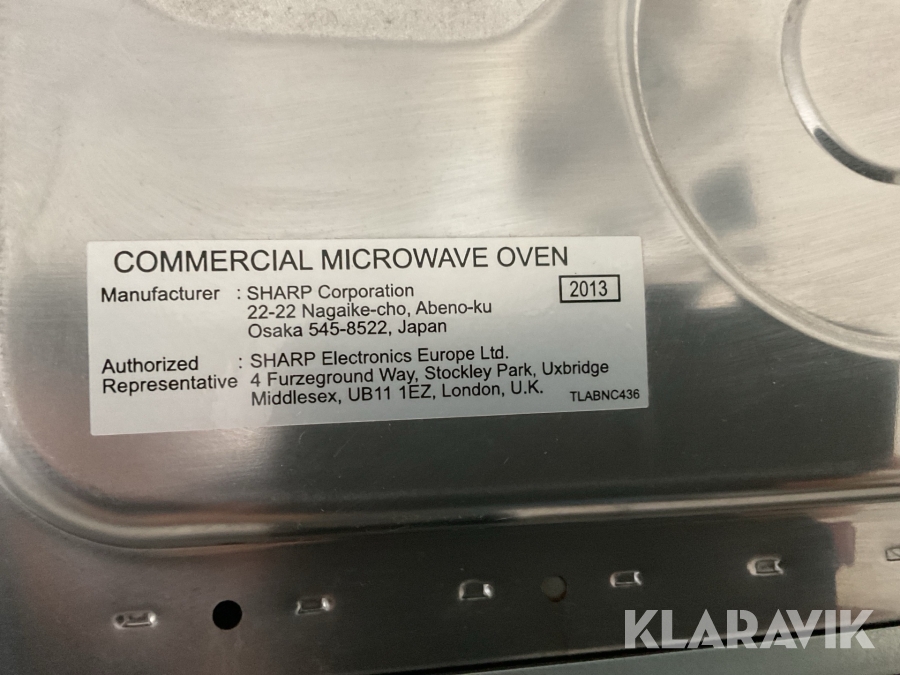 COMMERCIAL MICROWAVE OVEN
Manufacturer : SHARP Corporation 2013
22-22 Nagaike-cho, Abeno-ku
Osaka 545-8522, Japan
Authorized : SHARP Electronics Europe Ltd.
Representative 4 Furzeground Way, Stockley Park, Uxbridge
Middlesex, UB11 1EZ, London, U.K. TLABNC436
KLARAVIK